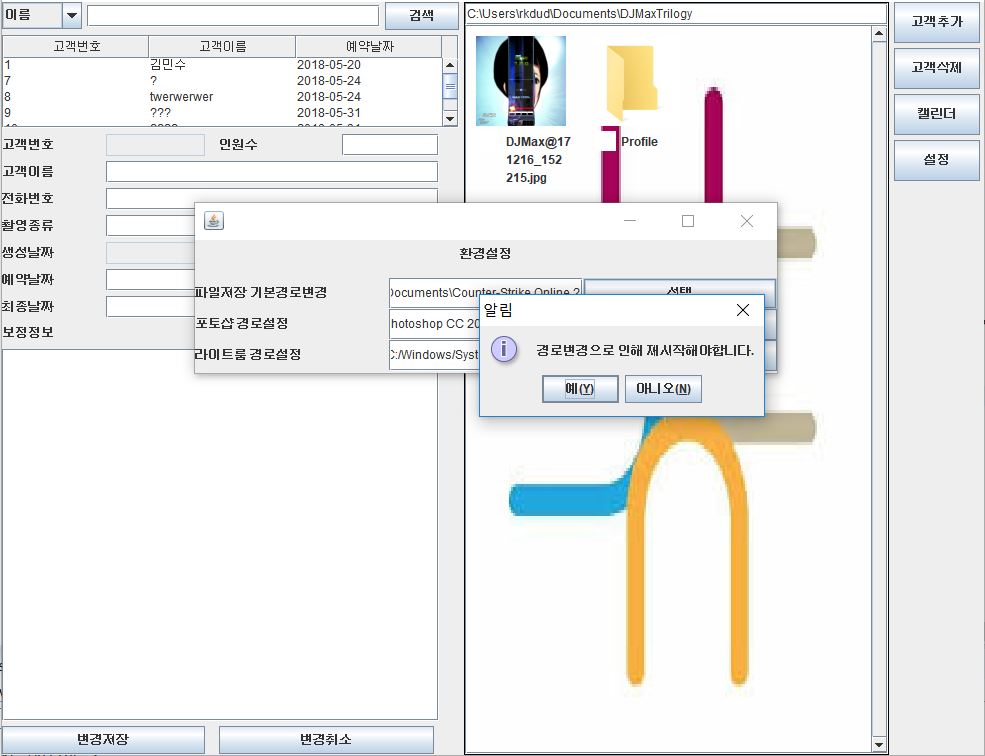 이름
검색
C:\Users\rkdud\Documents\DJMaxTrilogy
고객추가
고객번호 고객이름 예약날짜
1 김민수 2018-05-20
7 ? 2018-05-24
8 twerwerwer 2018-05-24
9 ??? 2018-05-31
고객삭제
캘린더
설정
DJMax@17
1216_152
215.jpg
Profile
고객번호 인원수
고객이름
전화번호
촬영종류
생성날짜
예약날짜
최종날짜
보정정보
환경설정
파일저장 기본경로변경 Documents\Counter-Strike Online 2 선택
포토샵 경로설정 hotoshop CC 20
라이트룸 경로설정 C:/Windows/Syst
알림
경로변경으로 인해 제시작해야합니다.
예(Y) 아니오(N)
변경저장 변경취소